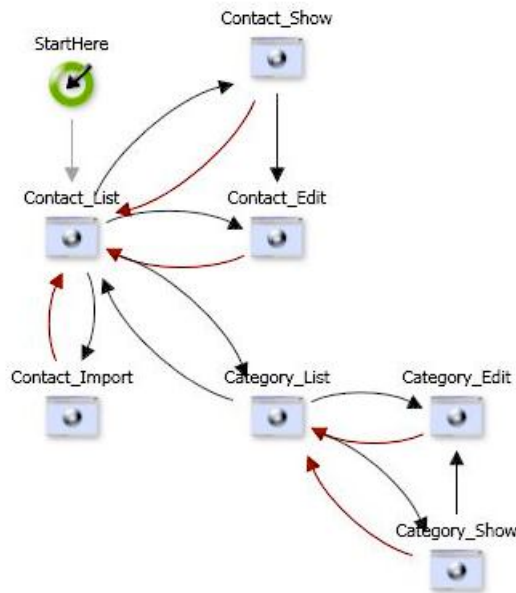 Contact_Show
StartHere
Contact_List
Contact_Edit
Contact_Import
Category_List
Category_Edit
Category_Show